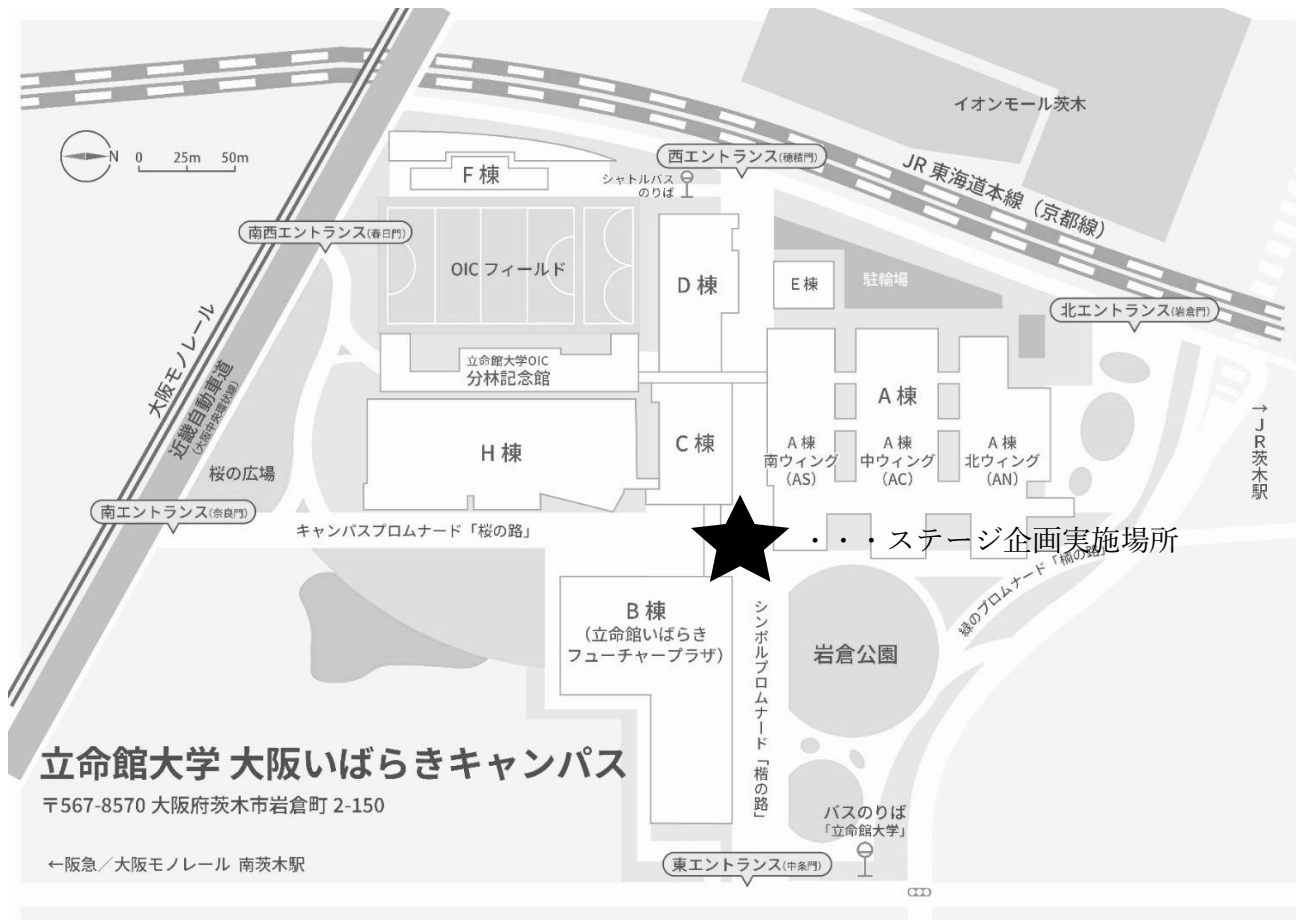 イオンモール茨木
JR 東海道本線（京都線）
N 0 25m 50m
西エントランス(穂積門)
シャトルバス
のりば
F 棟
南西エントランス(春日門)
OIC フィールド
D 棟
E 棟
駐輪場
北エントランス(岩倉門)
大阪モノレール
近畿自動車道
(大阪中央環状線)
立命館大学OIC
分林記念館
A 棟
→JR茨木駅
H 棟
C 棟
A 棟
南ウィング
(AS)
A 棟
中ウィング
(AC)
A 棟
北ウィング
(AN)
桜の広場
南エントランス(奈良門)
キャンパスプロムナード「桜の路」
・・・ステージ企画実施場所
緑のプロムナード「楠の路」
B 棟
(立命館いばらき
フューチャープラザ)
シンボルプロムナード「楷の路」
岩倉公園
立命館大学 大阪いばらきキャンパス
〒567-8570 大阪府茨木市岩倉町 2-150
バスのりば
「立命館大学」
←阪急／大阪モノレール 南茨木駅
東エントランス(中条門)